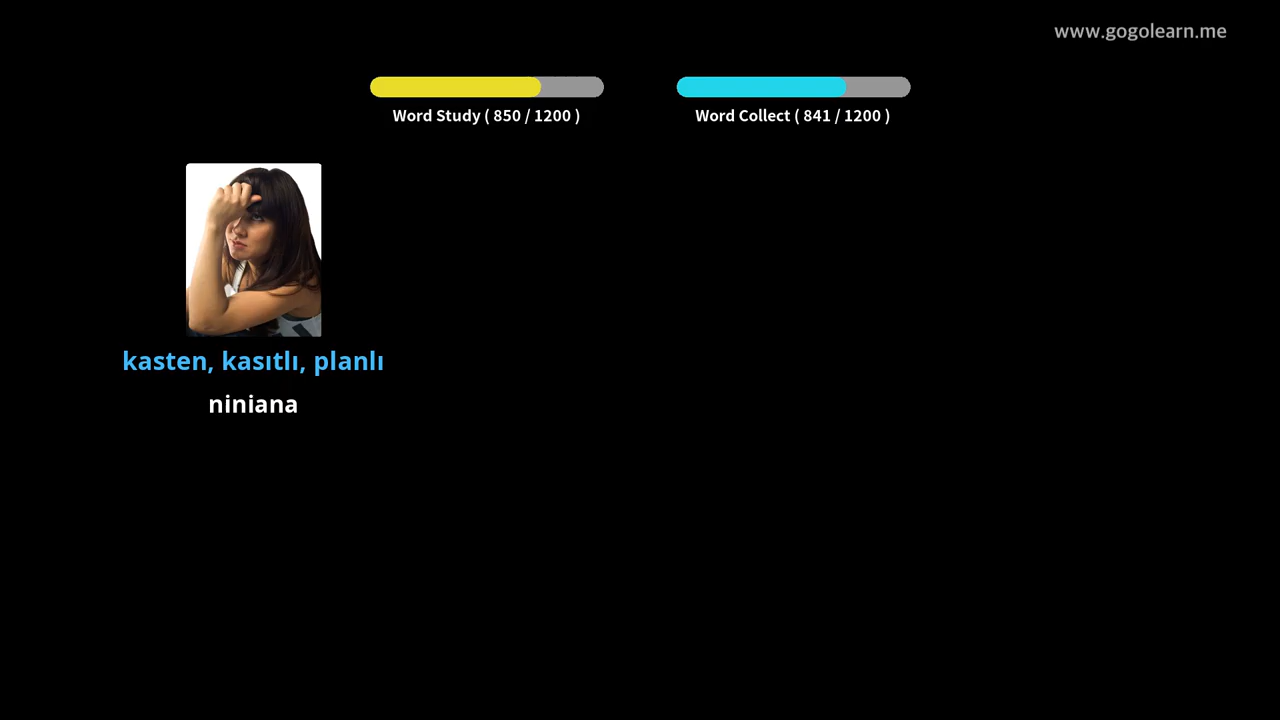 www.gogolearn.me
Word Study ( 850 / 1200 )
Word Collect ( 841 / 1200 )
kasten, kasıtlı, planlı
niniana